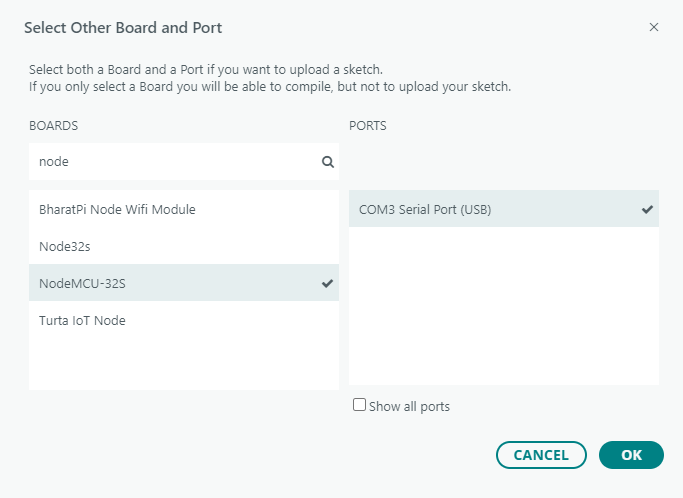 Select Other Board and Port
Select both a Board and a Port if you want to upload a sketch.
If you only select a Board you will be able to compile, but not to upload your sketch.
BOARDS
node
BharatPi Node Wifi Module
Node32s
NodeMCU-32S
Turta IoT Node
PORTS
COM3 Serial Port (USB)
Show all ports
CANCEL
OK